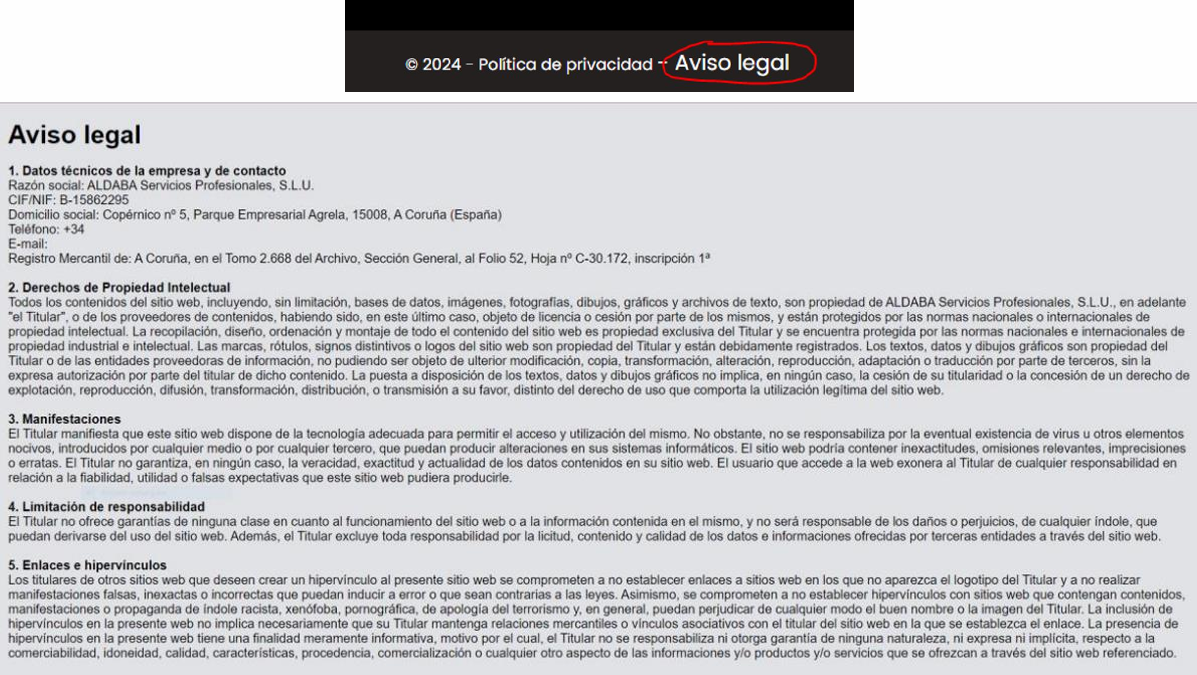 © 2024 - Política de privacidad - Aviso legal
Aviso legal
1. Datos técnicos de la empresa y de contacto
Razón social: ALDABA Servicios Profesionales, S.L.U.
CIF/NIF: B-15862295
Domicilio social: Copérnico nº 5, Parque Empresarial Agrela, 15008, A Coruña (España)
Teléfono: +34
E-mail:
Registro Mercantil de: A Coruña, en el Tomo 2.668 del Archivo, Sección General, al Folio 52, Hoja nº C-30.172, inscripción 1ª
2. Derechos de Propiedad Intelectual
Todos los contenidos del sitio web, incluyendo, sin limitación, bases de datos, imágenes, fotografías, dibujos, gráficos y archivos de texto, son propiedad de ALDABA Servicios Profesionales, S.L.U., en adelante
"el Titular", o de los proveedores de contenidos, habiendo sido, en este último caso, objeto de licencia o cesión por parte de los mismos, y están protegidos por las normas nacionales o internacionales de
propiedad intelectual. La recopilación, diseño, ordenación y montaje de todo el contenido del sitio web es propiedad exclusiva del Titular y se encuentra protegida por las normas nacionales e internacionales de
propiedad industrial e intelectual. Las marcas, rótulos, signos distintivos o logos del sitio web son propiedad del Titular y están debidamente registrados. Los textos, datos y dibujos gráficos son propiedad del
Titular o de las entidades proveedoras de información, no pudiendo ser objeto de ulterior modificación, copia, transformación, alteración, reproducción, adaptación o traducción por parte de terceros, sin la
expresa autorización por parte del titular de dicho contenido. La puesta a disposición de los textos, datos y dibujos gráficos no implica, en ningún caso, la cesión de su titularidad o la concesión de un derecho de
explotación, reproducción, difusión, transformación, distribución, o transmisión a su favor, distinto del derecho de uso que comporta la utilización legítima del sitio web.
3. Manifestaciones
El Titular manifiesta que este sitio web dispone de la tecnología adecuada para permitir el acceso y utilización del mismo. No obstante, no se responsabiliza por la eventual existencia de virus u otros elementos
nocivos, introducidos por cualquier medio o por cualquier tercero, que puedan producir alteraciones en sus sistemas informáticos. El sitio web podría contener inexactitudes, omisiones relevantes, imprecisiones
o erratas. El Titular no garantiza, en ningún caso, la veracidad, exactitud y actualidad de los datos contenidos en su sitio web. El usuario que accede a la web exonera al Titular de cualquier responsabilidad en
relación a la fiabilidad, utilidad o falsas expectativas que este sitio web pudiera producirle.
4. Limitación de responsabilidad
El Titular no ofrece garantías de ninguna clase en cuanto al funcionamiento del sitio web o a la información contenida en el mismo, y no será responsable de los daños o perjuicios, de cualquier índole, que
puedan derivarse del uso del sitio web. Además, el Titular excluye toda responsabilidad por la licitud, contenido y calidad de los datos e informaciones ofrecidas por terceras entidades a través del sitio web.
5. Enlaces e hipervínculos
Los titulares de otros sitios web que deseen crear un hipervínculo al presente sitio web se comprometen a no establecer enlaces a sitios web en los que no aparezca el logotipo del Titular y a no realizar
manifestaciones falsas, inexactas o incorrectas que puedan inducir a error o que sean contrarias a las leyes. Asimismo, se comprometen a no establecer hipervínculos con sitios web que contengan contenidos,
manifestaciones o propaganda de índole racista, xenófoba, pornográfica, de apología del terrorismo y, en general, puedan perjudicar de cualquier modo el buen nombre o la imagen del Titular. La inclusión de
hipervínculos en la presente web no implica necesariamente que su Titular mantenga relaciones mercantiles o vínculos asociativos con el titular del sitio web en la que se establezca el enlace. La presencia de
hipervínculos en la presente web tiene una finalidad meramente informativa, motivo por el cual, el Titular no se responsabiliza ni otorga garantía de ninguna naturaleza, ni expresa ni implícita, respecto a la
comerciabilidad, idoneidad, calidad, características, procedencia, comercialización o cualquier otro aspecto de las informaciones y/o productos y/o servicios que se ofrezcan a través del sitio web referenciado.